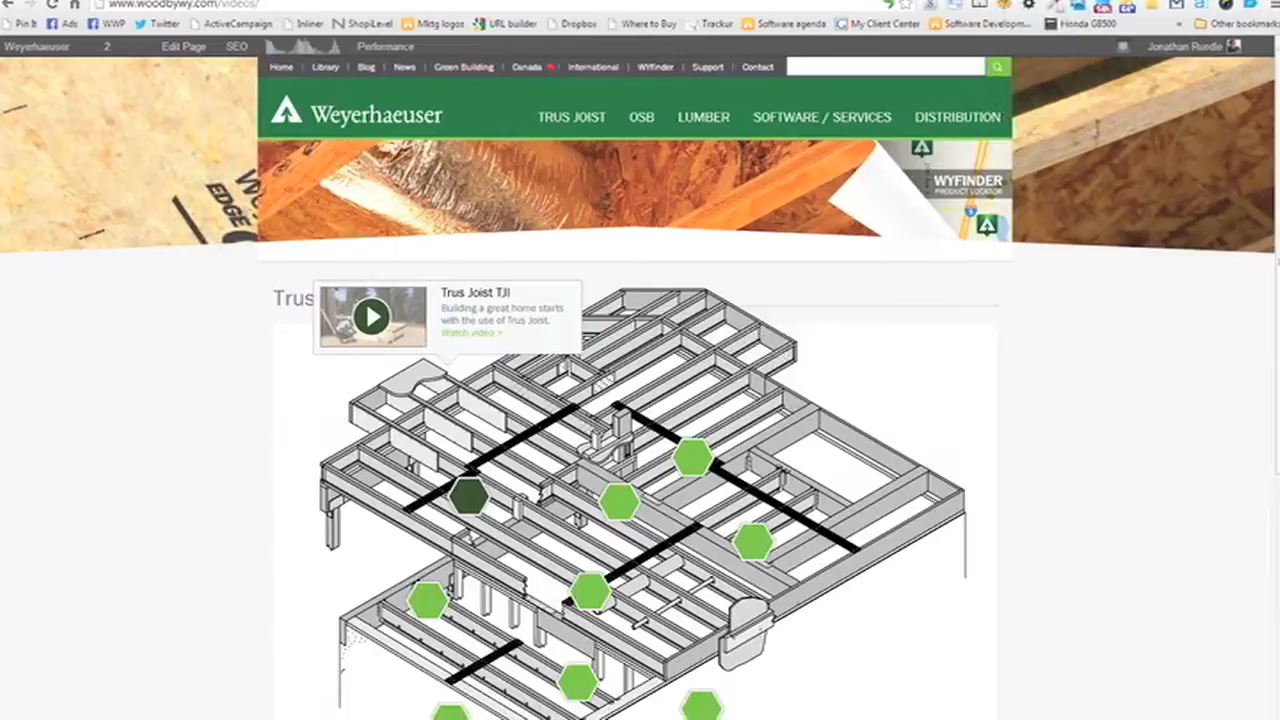 www.woodbywy.com/videos/
Pin It Ads WWP Twitter ActiveCampaign Inliner ShopiLevel Mktg logos URL builder Dropbox Where to Buy Trackur Software agenda My Client Center Software Developm... Honda GB500 » Other bookmarks
Weyerhaeuser 2 Edit Page SEO Performance Jonathan Rundle
Home Library Blog News Green Building Canada International Wyfinder Support Contact
Weyerhaeuser TRUS JOIST OSB LUMBER SOFTWARE / SERVICES DISTRIBUTION
EDGE
WYFINDER
PRODUCT LOCATOR
5
Trus
Trus Joist TJI
Building a great home starts
with the use of Trus Joist.
Watch video >